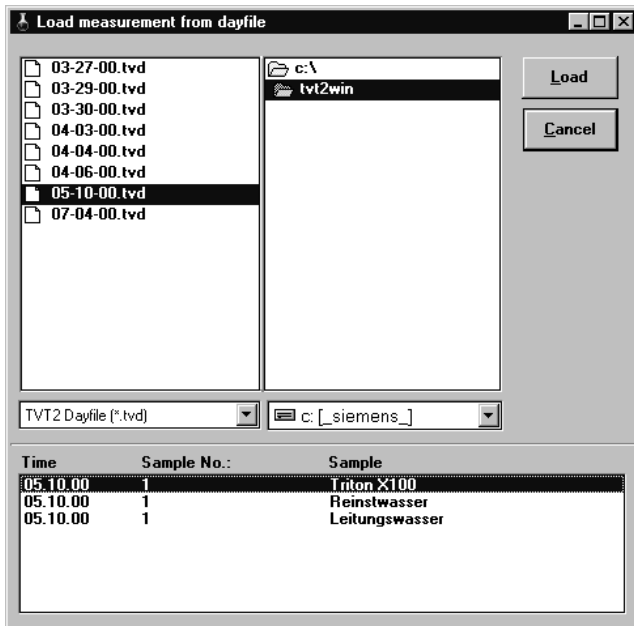 Load measurement from dayfile
03-27-00.tvd
03-29-00.tvd
03-30-00.tvd
04-03-00.tvd
04-04-00.tvd
04-06-00.tvd
05-10-00.tvd
07-04-00.tvd
c:\
tvt2win
Load
Cancel
TVT2 Dayfile (*.tvd)
c: [_siemens_]
Time Sample No.: Sample
05.10.00 1 Triton X100
05.10.00 1 Reinstwasser
05.10.00 1 Leitungswasser